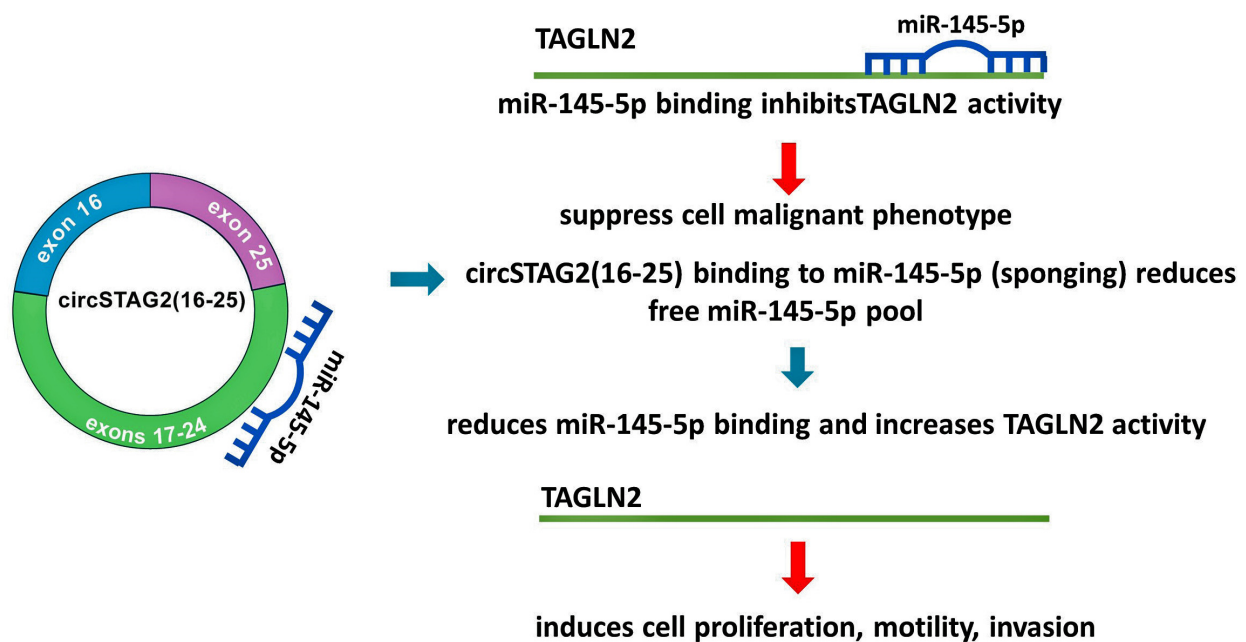 TAGLN2
miR-145-5p
miR-145-5p binding inhibitsTAGLN2 activity
suppress cell malignant phenotype
exon 16
exon 25
circSTAG2(16-25)
exons 17-24
miR-145-5p
circSTAG2(16-25) binding to miR-145-5p (sponging) reduces
free miR-145-5p pool
reduces miR-145-5p binding and increases TAGLN2 activity
TAGLN2
induces cell proliferation, motility, invasion